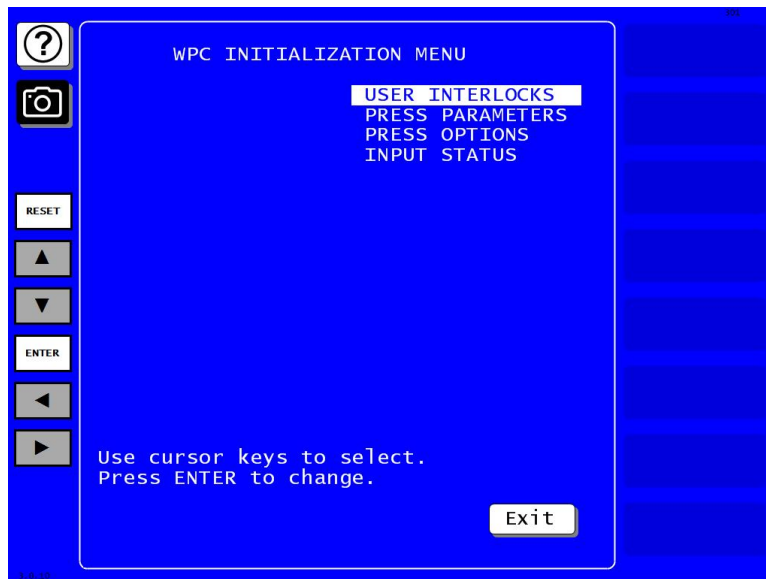 ?
WPC INITIALIZATION MENU
USER INTERLOCKS
PRESS PARAMETERS
PRESS OPTIONS
INPUT STATUS
RESET
ENTER
Use cursor keys to select.
Press ENTER to change.
Exit